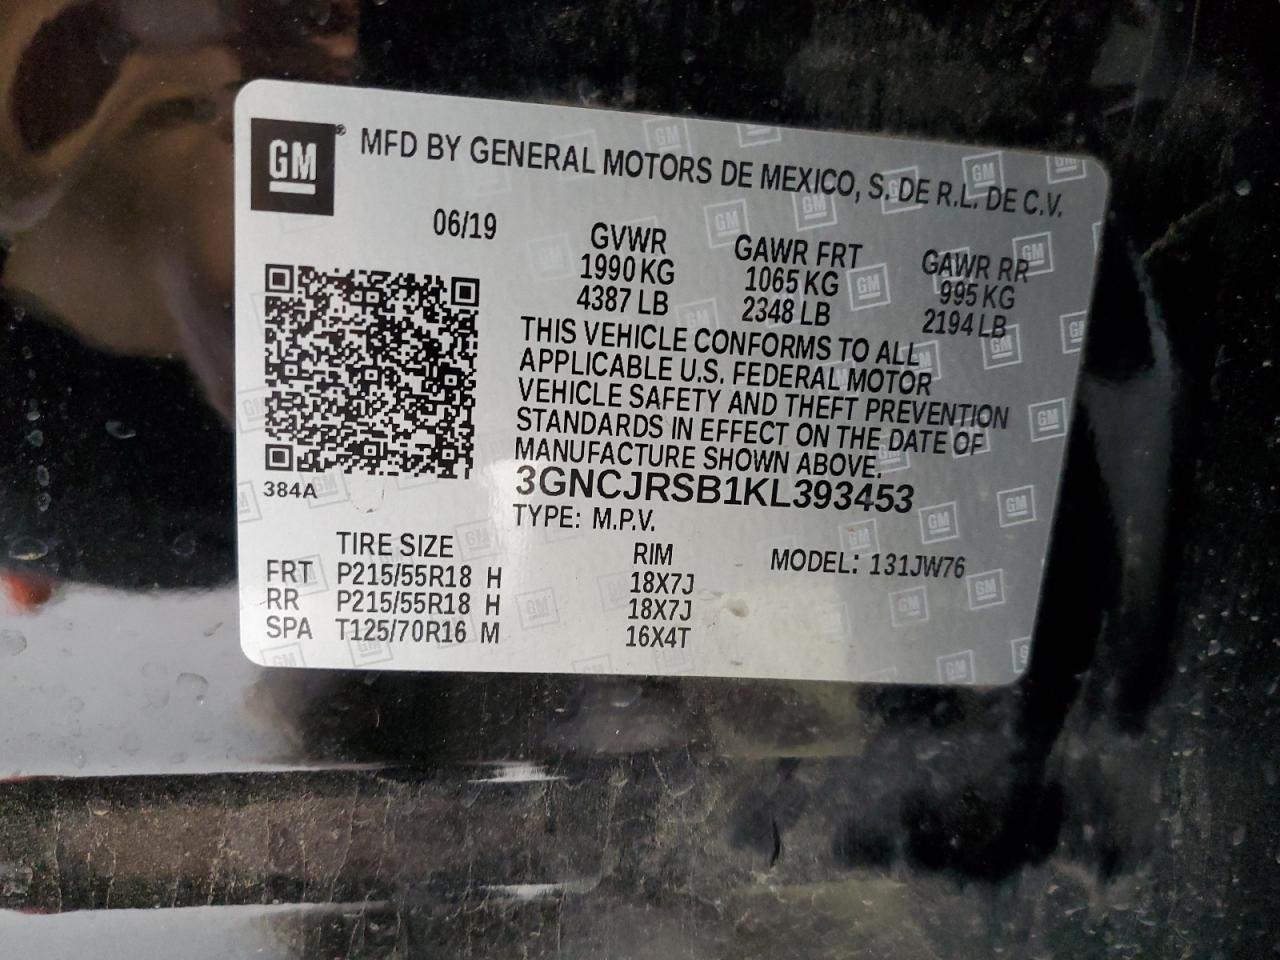 GM® MFD BY GENERAL MOTORS DE MEXICO, S. DE R.L. DE C.V.
06/19 GVWR GAWR FRT GAWR RR
1990 KG 1065 KG 995 KG
4387 LB 2348 LB 2194 LB
THIS VEHICLE CONFORMS TO ALL
APPLICABLE U.S. FEDERAL MOTOR
VEHICLE SAFETY AND THEFT PREVENTION
STANDARDS IN EFFECT ON THE DATE OF
MANUFACTURE SHOWN ABOVE.
384A 3GNCJRSB1KL393453
TYPE: M.P.V.
TIRE SIZE RIM MODEL: 131JW76
FRT P215/55R18 H 18X7J
RR P215/55R18 H 18X7J
SPA T125/70R16 M 16X4T